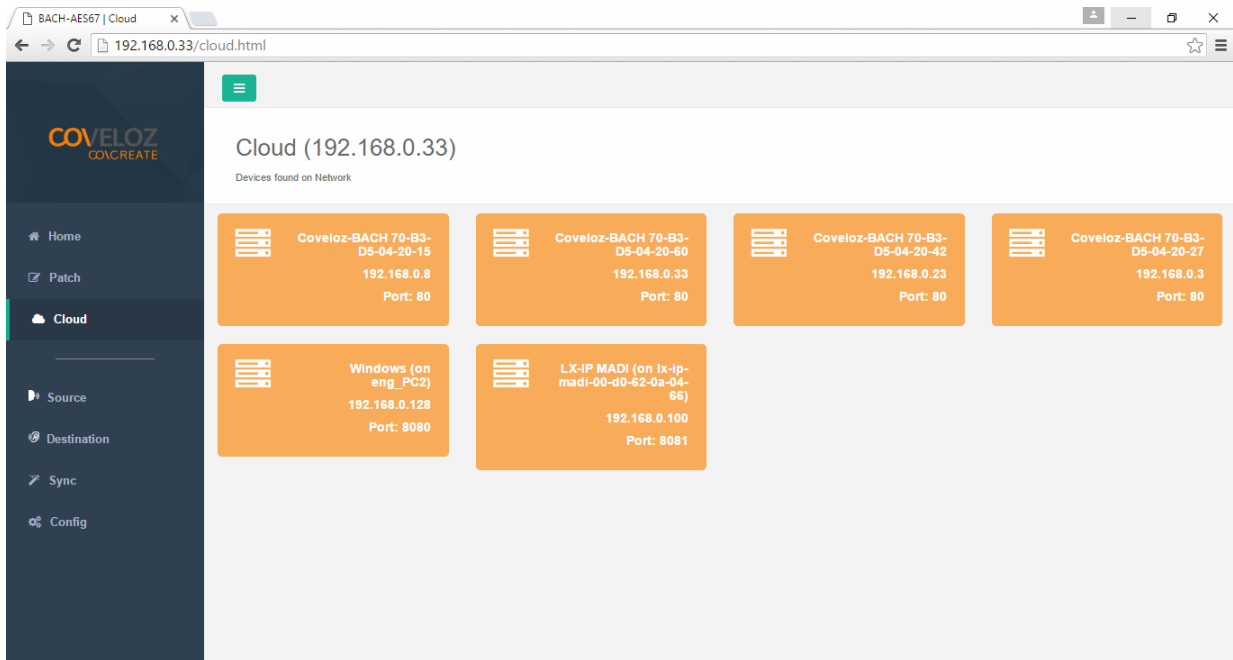 BACH-AES67 | Cloud
192.168.0.33/cloud.html
COVELOZ
CO\CREATE
Home
Patch
Cloud
Source
Destination
Sync
Config
Cloud (192.168.0.33)
Devices found on Network
Coveloz-BACH 70-B3-
D5-04-20-15
192.168.0.8
Port: 80
Coveloz-BACH 70-B3-
D5-04-20-60
192.168.0.33
Port: 80
Coveloz-BACH 70-B3-
D5-04-20-42
192.168.0.23
Port: 80
Coveloz-BACH 70-B3-
D5-04-20-27
192.168.0.3
Port: 80
Windows (on
eng_PC2)
192.168.0.128
Port: 8080
LX-IP MADI (on lx-ip-
madi-00-d0-62-0a-04-
66)
192.168.0.100
Port: 8081